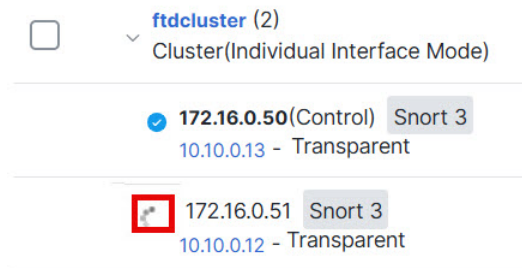 ftdcluster (2)
Cluster(Individual Interface Mode)
172.16.0.50(Control) Snort 3
10.10.0.13 - Transparent
172.16.0.51 Snort 3
10.10.0.12 - Transparent